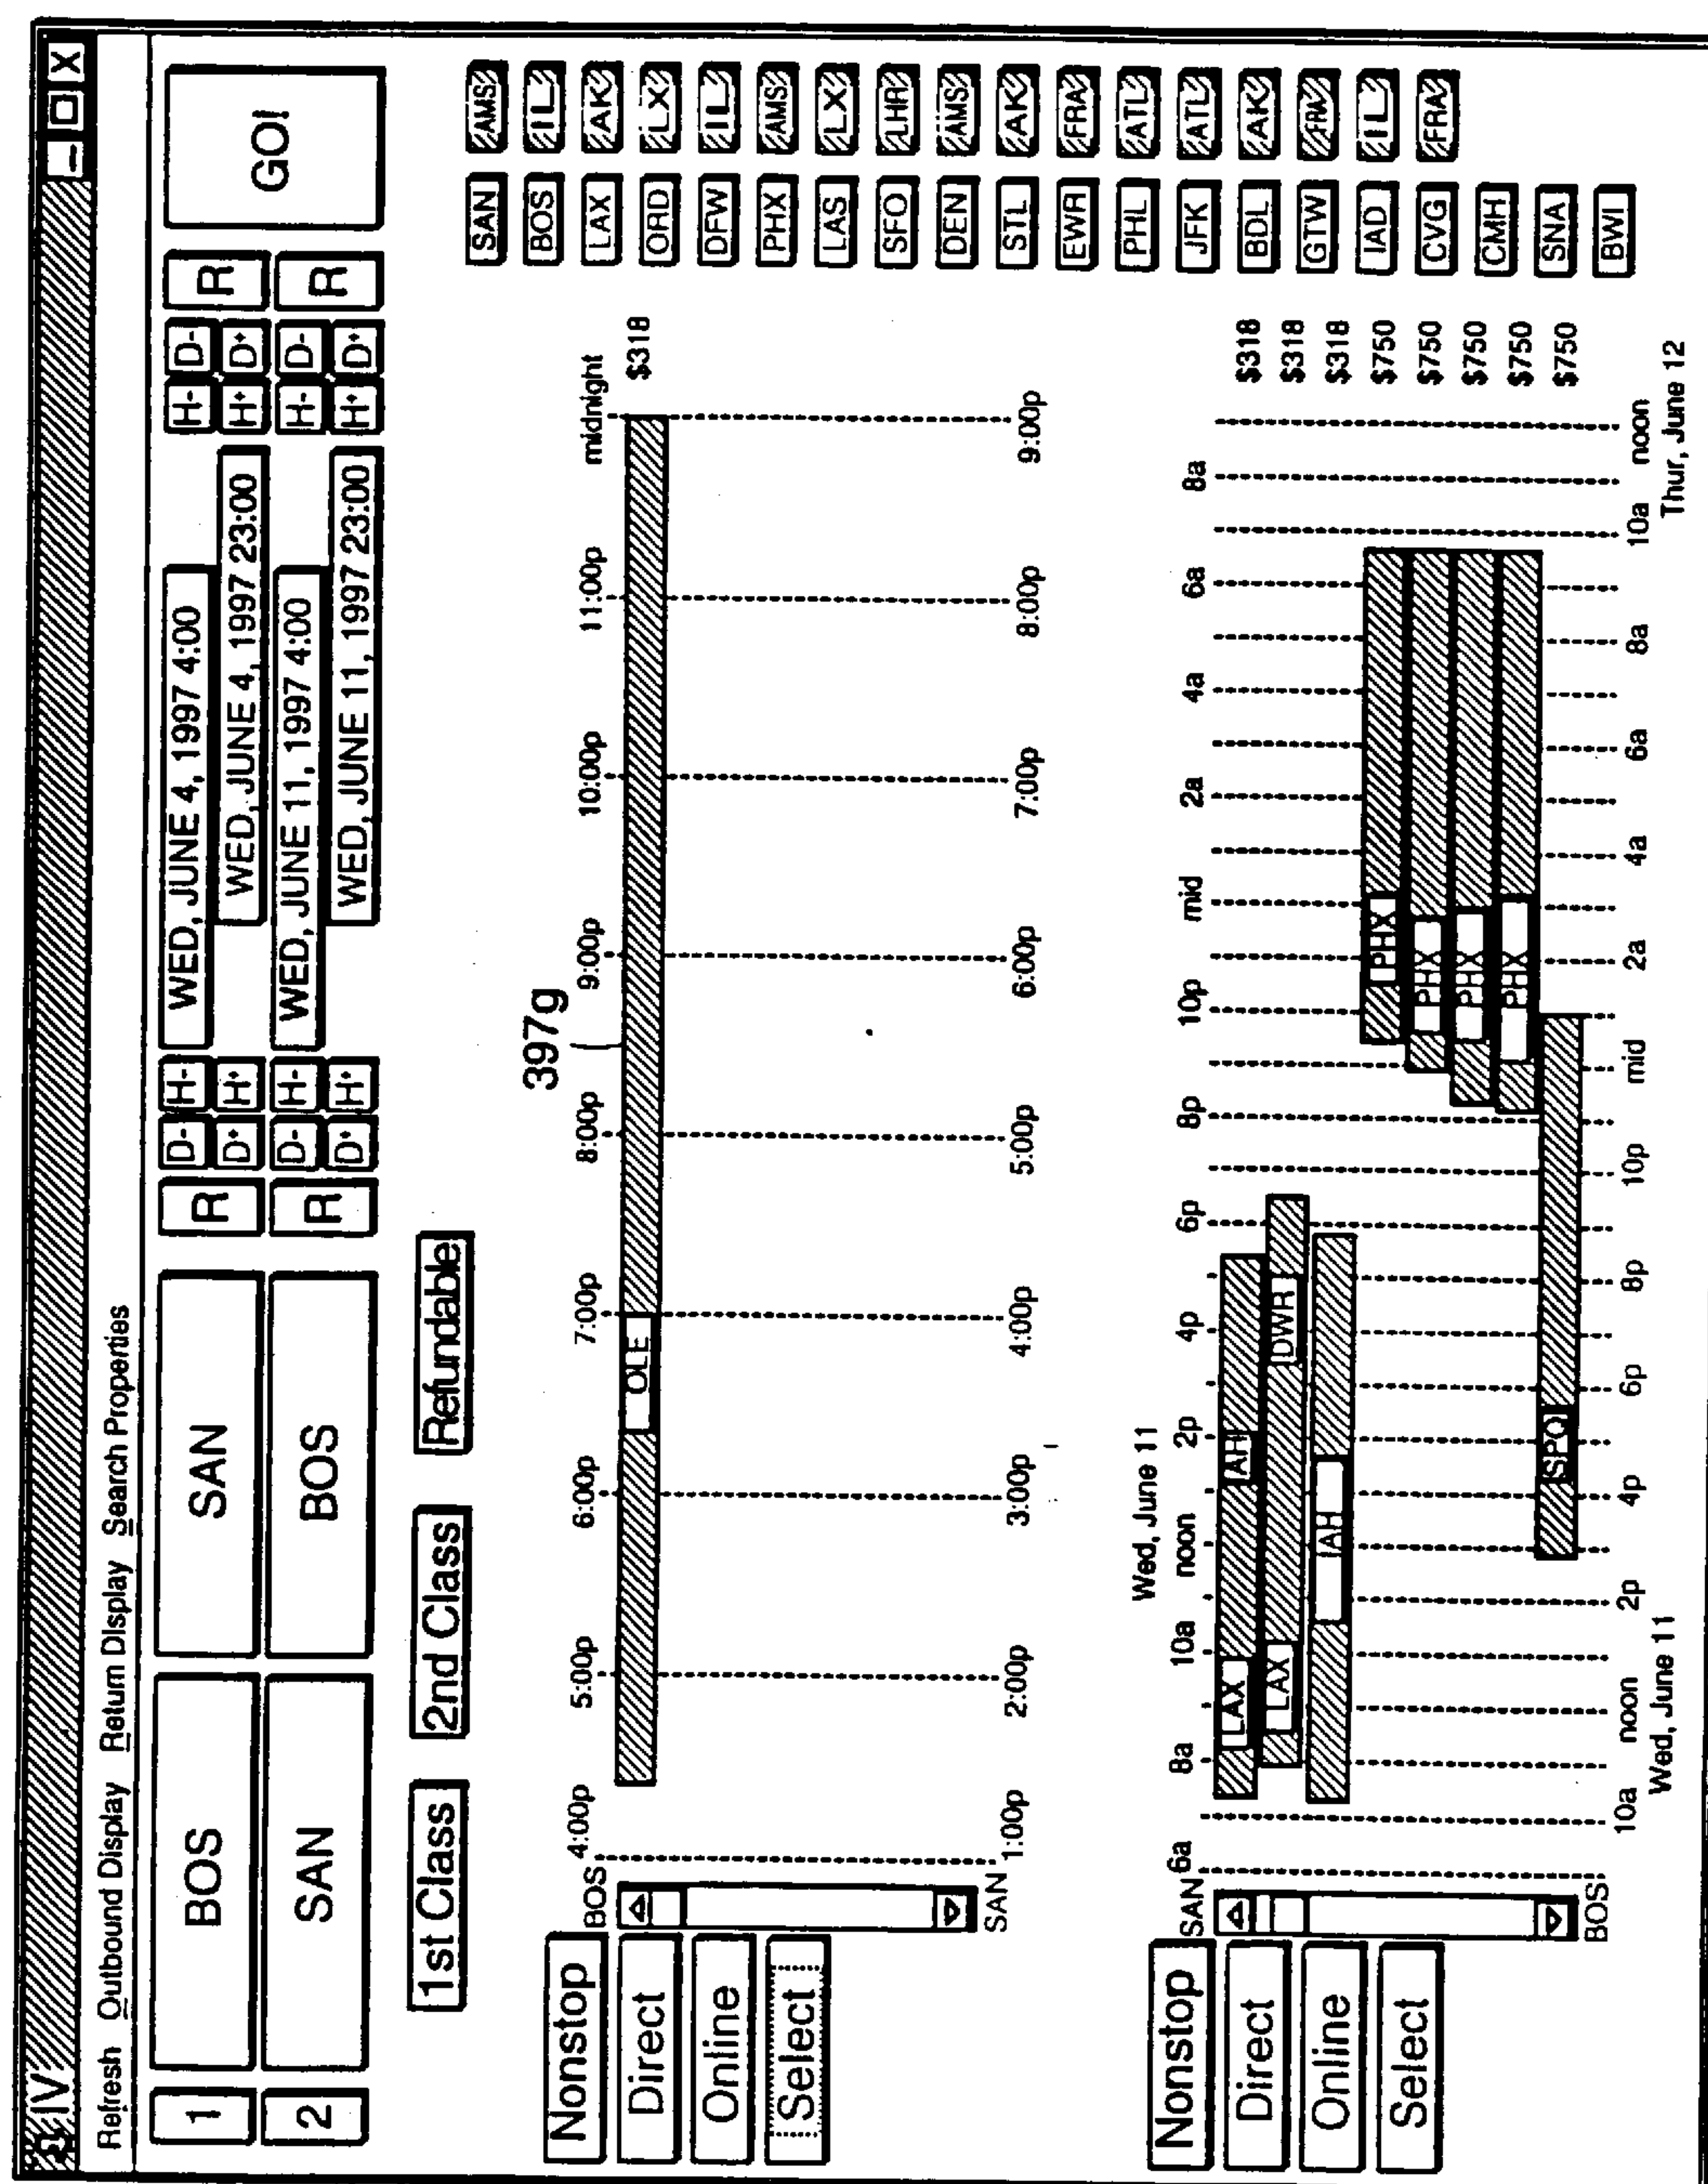 IV
Refresh Outbound Display Return Display Search Properties
1 BOS SAN R D- H- WED, JUNE 4, 1997 4:00 H- D- R GO!
D+ H+ WED, JUNE 4, 1997 23:00 H+ D+
2 SAN BOS R D- H- WED, JUNE 11, 1997 4:00 H- D- R
D+ H+ WED, JUNE 11, 1997 23:00 H+ D+
1st Class 2nd Class Refundable
397g
Nonstop
Direct
Online
Select
BOS 4:00p 5:00p 6:00p 7:00p 8:00p 9:00p 10:00p 11:00p midnight
OLE $318
SAN 1:00p 2:00p 3:00p 4:00p 5:00p 6:00p 7:00p 8:00p 9:00p
Nonstop
Direct
Online
Select
Wed, June 11
SAN 6a 8a 10a noon 2p 4p 6p 8p 10p mid 2a 4a 6a 8a
LAX IAH $318
LAX DWR $318
IAH $318
PHX $750
PHX $750
PHX $750
PHX $750
SPQ $750
BOS 10a noon 2p 4p 6p 8p 10p mid 2a 4a 6a 8a 10a noon
Wed, June 11 Thur, June 12
SAN AMS
BOS IL
LAX AK
ORD LX
DFW IL
PHX AMS
LAS LX
SFO LHR
DEN AMS
STL AK
EWR FRA
PHL ATL
JFK ATL
BDL AK
GTW FRA
IAD IL
CVG FRA
CMH
SNA
BWI